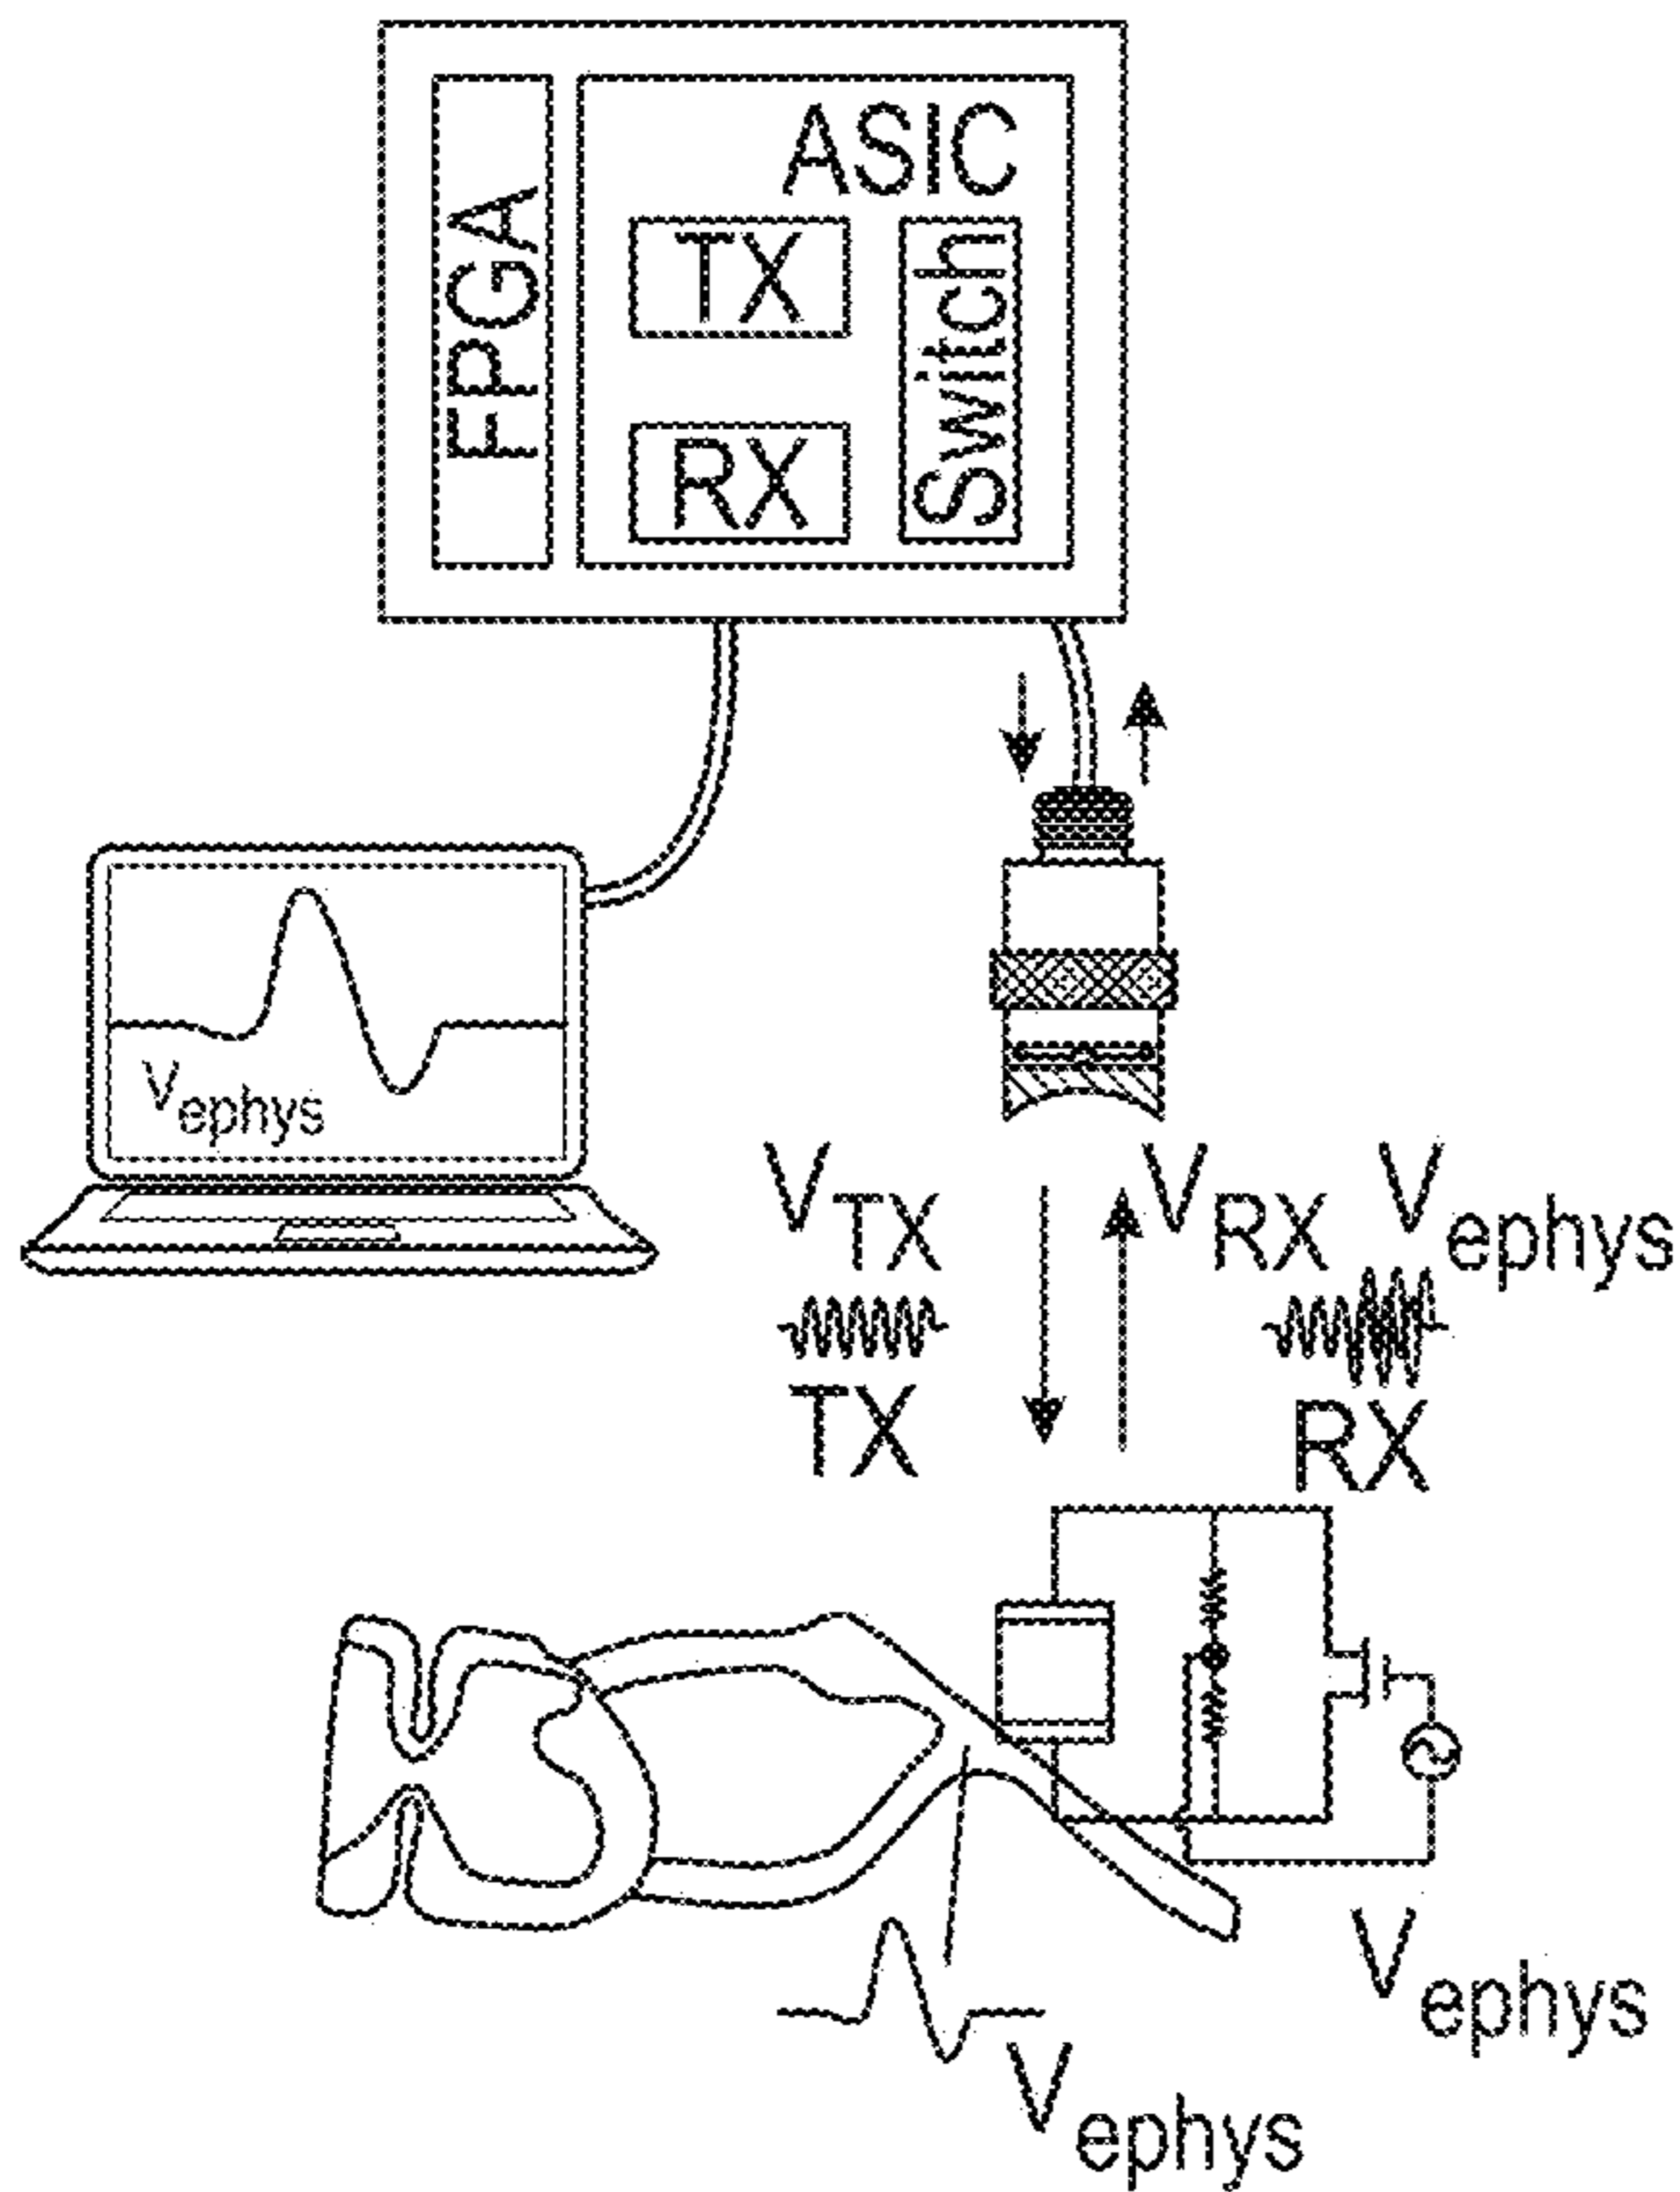 ASIC
FPGA
TX
Switch
RX
Vephys
VTX
VRX Vephys
TX
RX
Vephys
Vephys